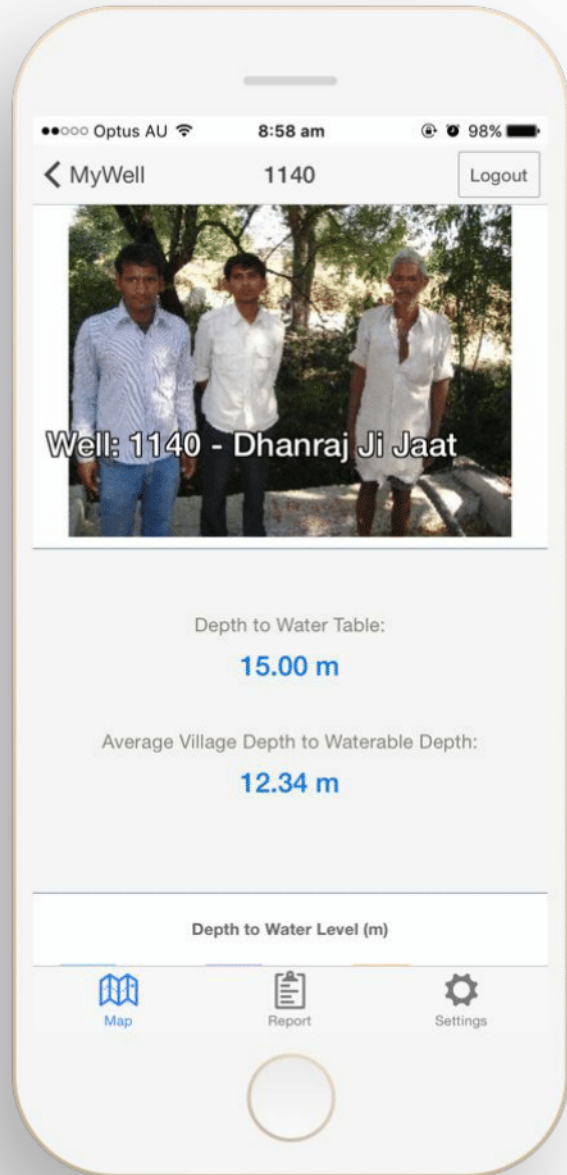 Optus AU 8:58 am 98%
MyWell 1140 Logout
Well: 1140 - Dhanraj Ji Jaat
Depth to Water Table:
15.00 m
Average Village Depth to Waterable Depth:
12.34 m
Depth to Water Level (m)
Map Report Settings